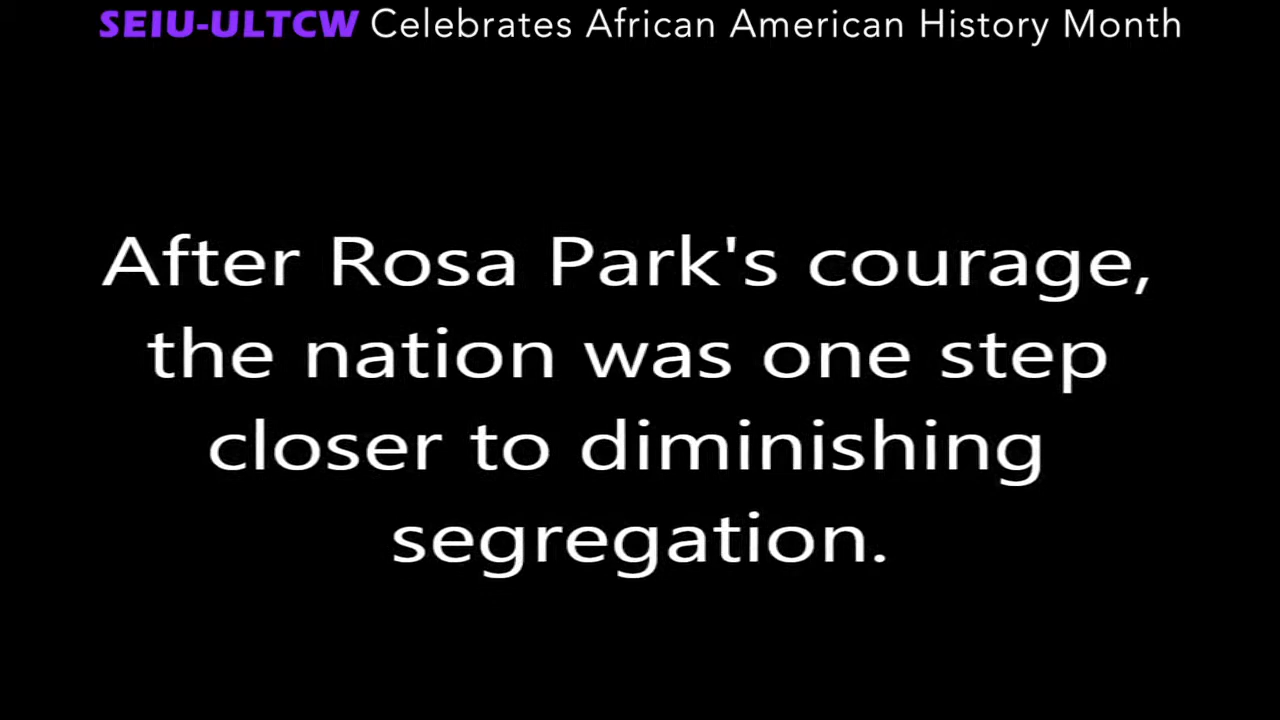 SEIU-ULTCW Celebrates African American History Month
After Rosa Park's courage,
the nation was one step
closer to diminishing
segregation.